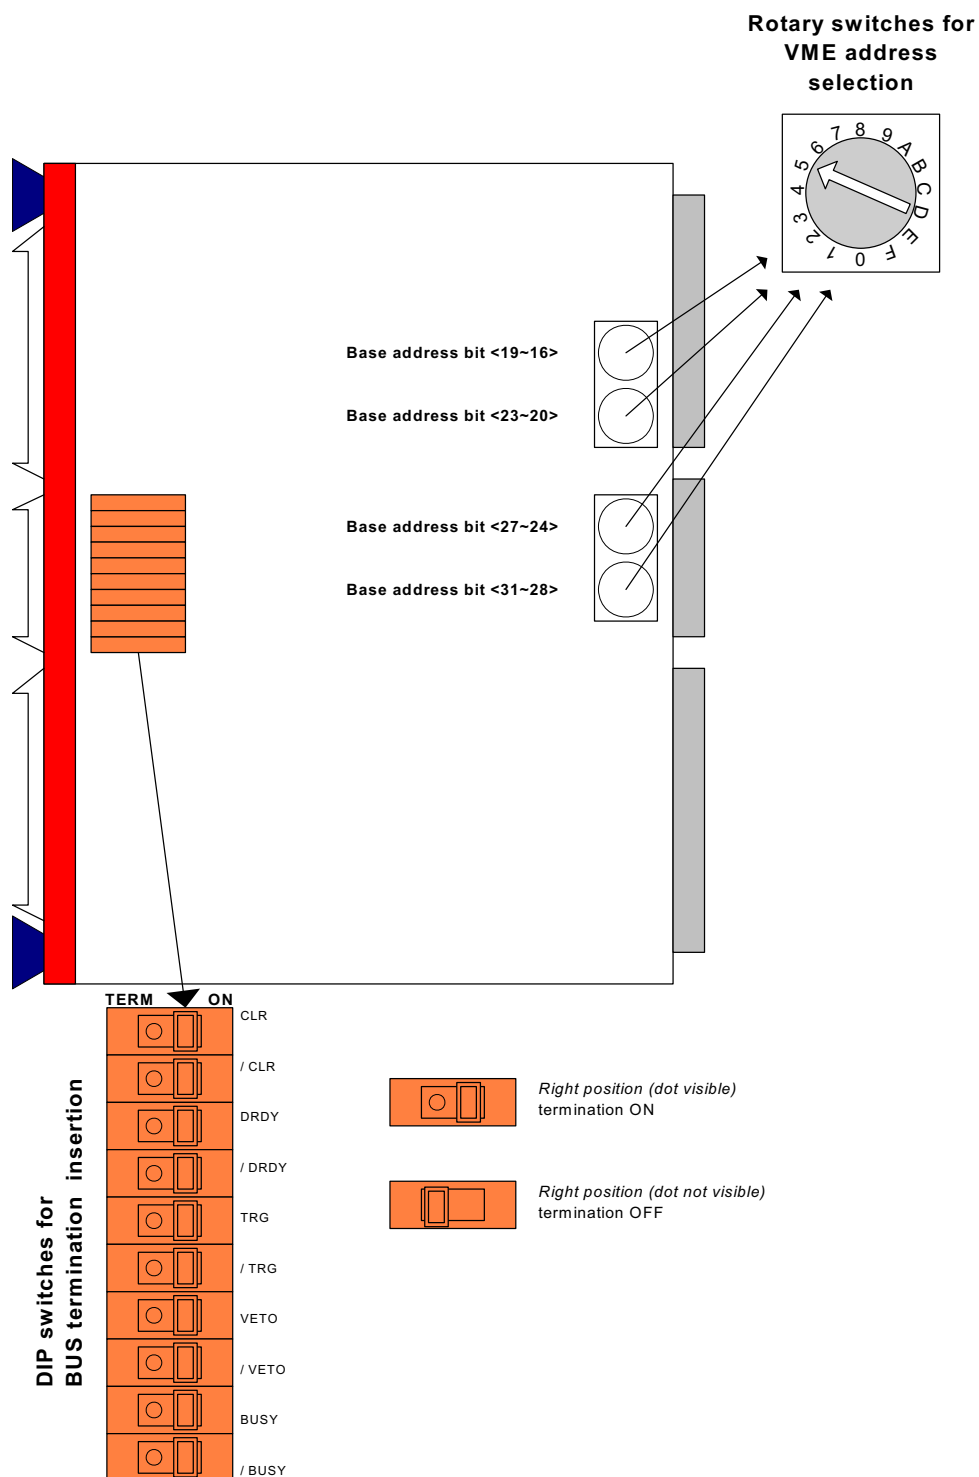 Rotary switches for
VME address
selection
0 1 2 3 4 5 6 7 8 9 A B C D E F
Base address bit <19~16>
Base address bit <23~20>
Base address bit <27~24>
Base address bit <31~28>
TERM ON
CLR
/ CLR
DRDY
/ DRDY
TRG
/ TRG
VETO
/ VETO
BUSY
/ BUSY
DIP switches for
BUS termination insertion
Right position (dot visible)
termination ON
Right position (dot not visible)
termination OFF